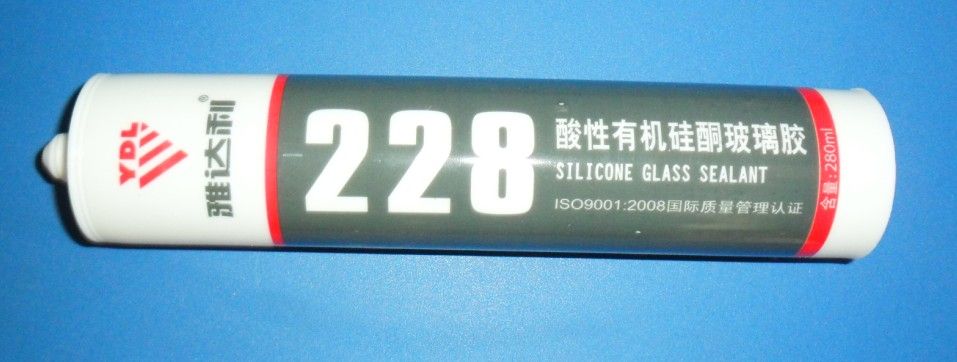 YDL
雅达利®
228
酸性有机硅酮玻璃胶
SILICONE GLASS SEALANT
ISO9001:2008国际质量管理认证
含量:280ml